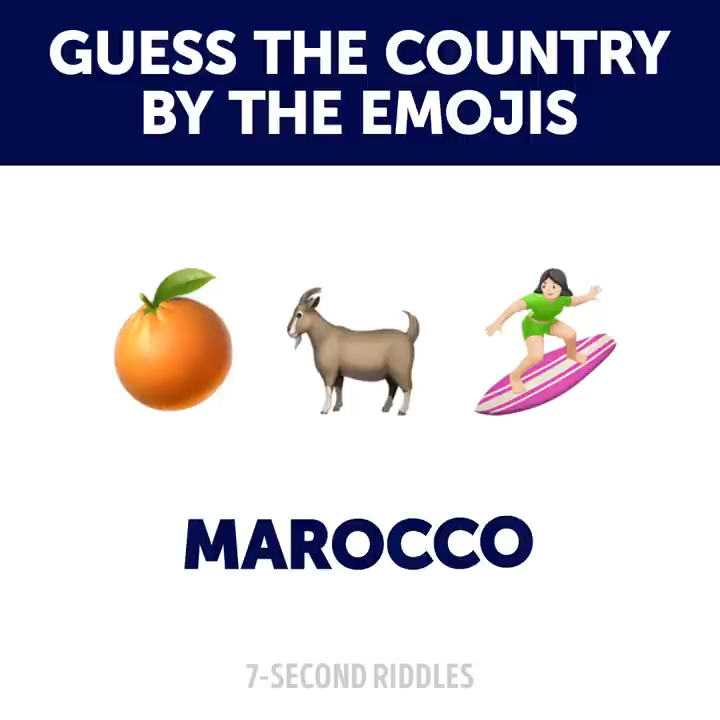 GUESS THE COUNTRY
BY THE EMOJIS
MAROCCO
7-SECOND RIDDLES